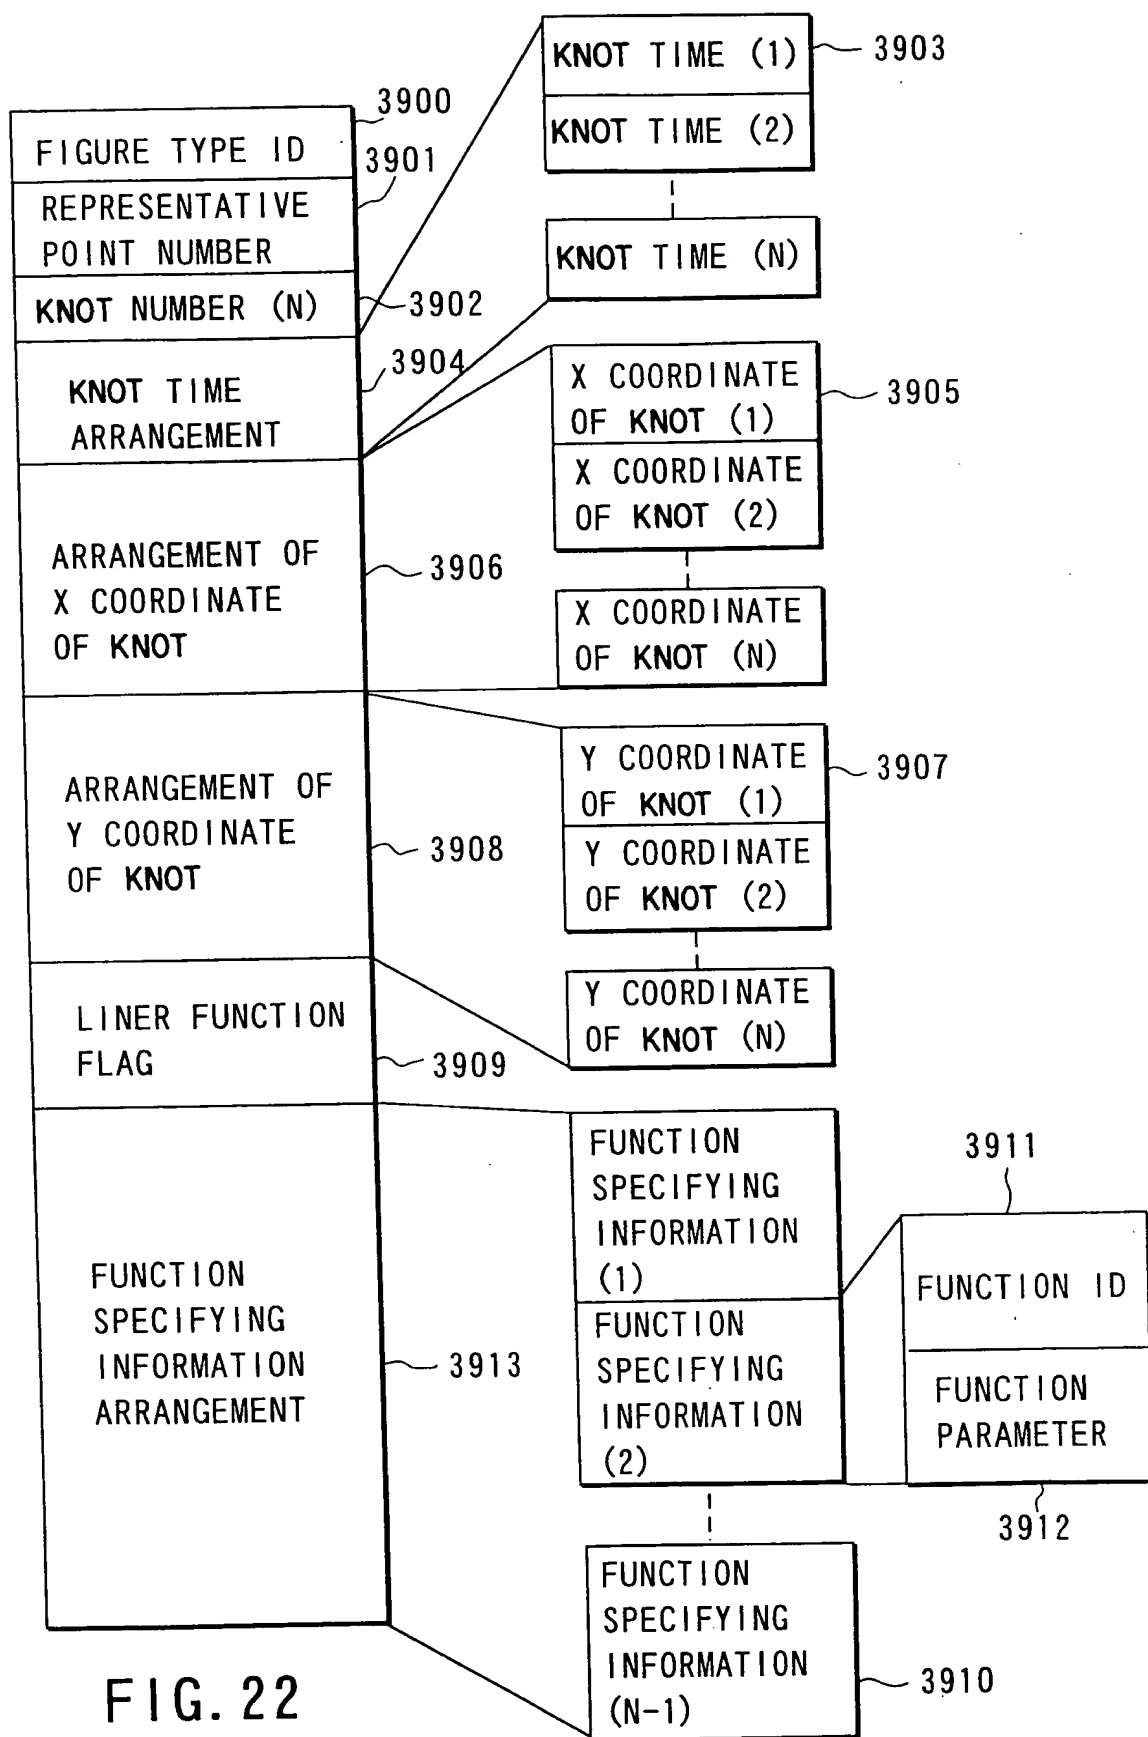 3900
FIGURE TYPE ID
3901
REPRESENTATIVE
POINT NUMBER
KNOT NUMBER (N)
3902
3904
KNOT TIME
ARRANGEMENT
ARRANGEMENT OF
X COORDINATE
OF KNOT
3906
ARRANGEMENT OF
Y COORDINATE
OF KNOT
3908
LINER FUNCTION
FLAG
3909
FUNCTION
SPECIFYING
INFORMATION
ARRANGEMENT
3913
KNOT TIME (1)
3903
KNOT TIME (2)
KNOT TIME (N)
X COORDINATE
OF KNOT (1)
3905
X COORDINATE
OF KNOT (2)
X COORDINATE
OF KNOT (N)
Y COORDINATE
OF KNOT (1)
3907
Y COORDINATE
OF KNOT (2)
Y COORDINATE
OF KNOT (N)
FUNCTION
SPECIFYING
INFORMATION
(1)
FUNCTION
SPECIFYING
INFORMATION
(2)
3911
FUNCTION ID
FUNCTION
PARAMETER
3912
FUNCTION
SPECIFYING
INFORMATION
(N-1)
3910
FIG. 22